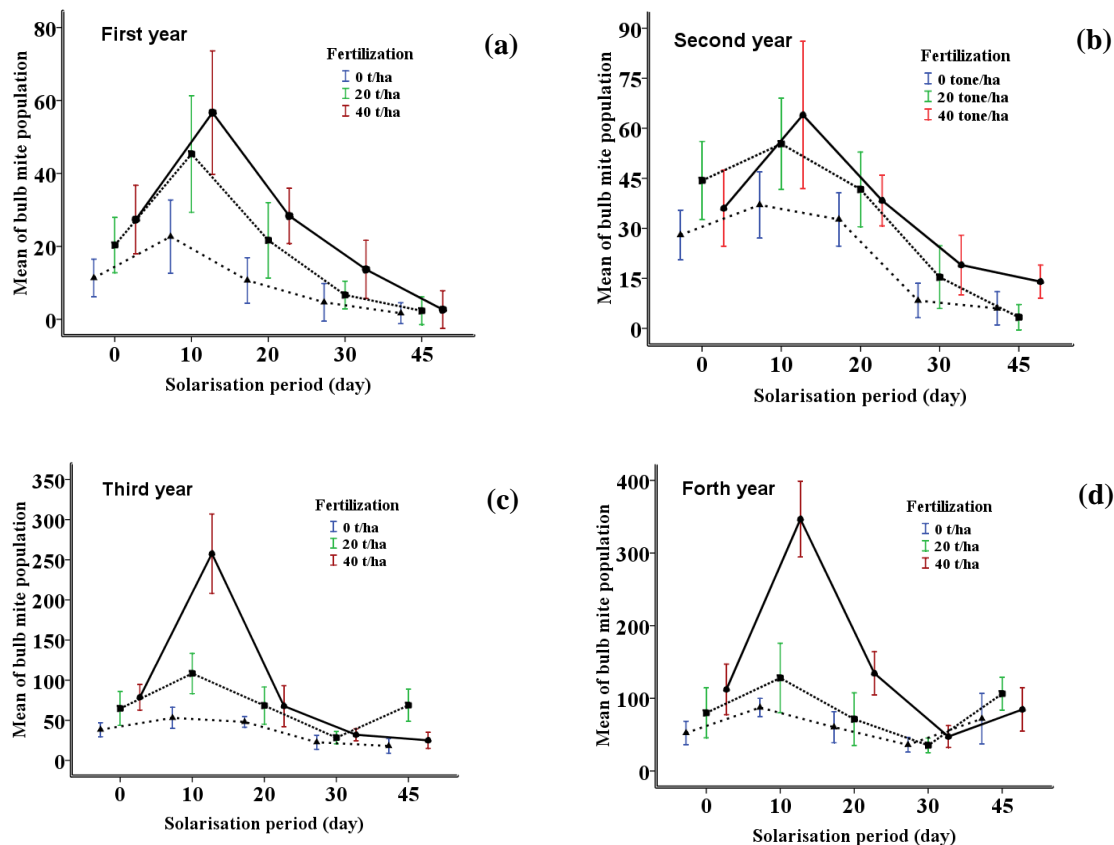 First year
(a)
Fertilization
0 t/ha
20 t/ha
40 t/ha
Mean of bulb mite population
80
60
40
20
0
0 10 20 30 45
Solarisation period (day)
Second year
(b)
Fertilization
0 tone/ha
20 tone/ha
40 tone/ha
Mean of bulb mite population
90
75
60
45
30
15
0
0 10 20 30 45
Solarisation period (day)
Third year
(c)
Fertilization
0 t/ha
20 t/ha
40 t/ha
Mean of bulb mite population
350
300
250
200
150
100
50
0
0 10 20 30 45
Solarisation period (day)
Forth year
(d)
Fertilization
0 t/ha
20 t/ha
40 t/ha
Mean of bulb mite population
400
300
200
100
0
0 10 20 30 45
Solarisation period (day)